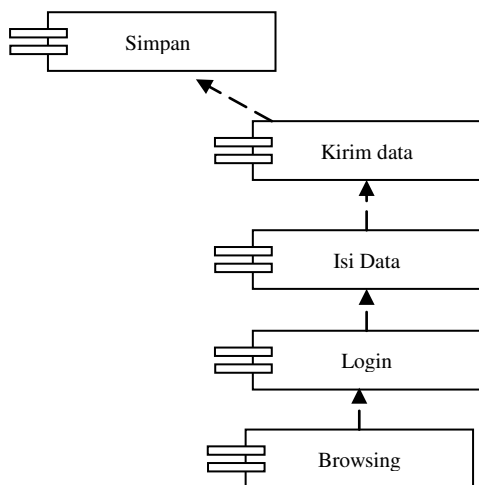 Simpan
Kirim data
Isi Data
Login
Browsing